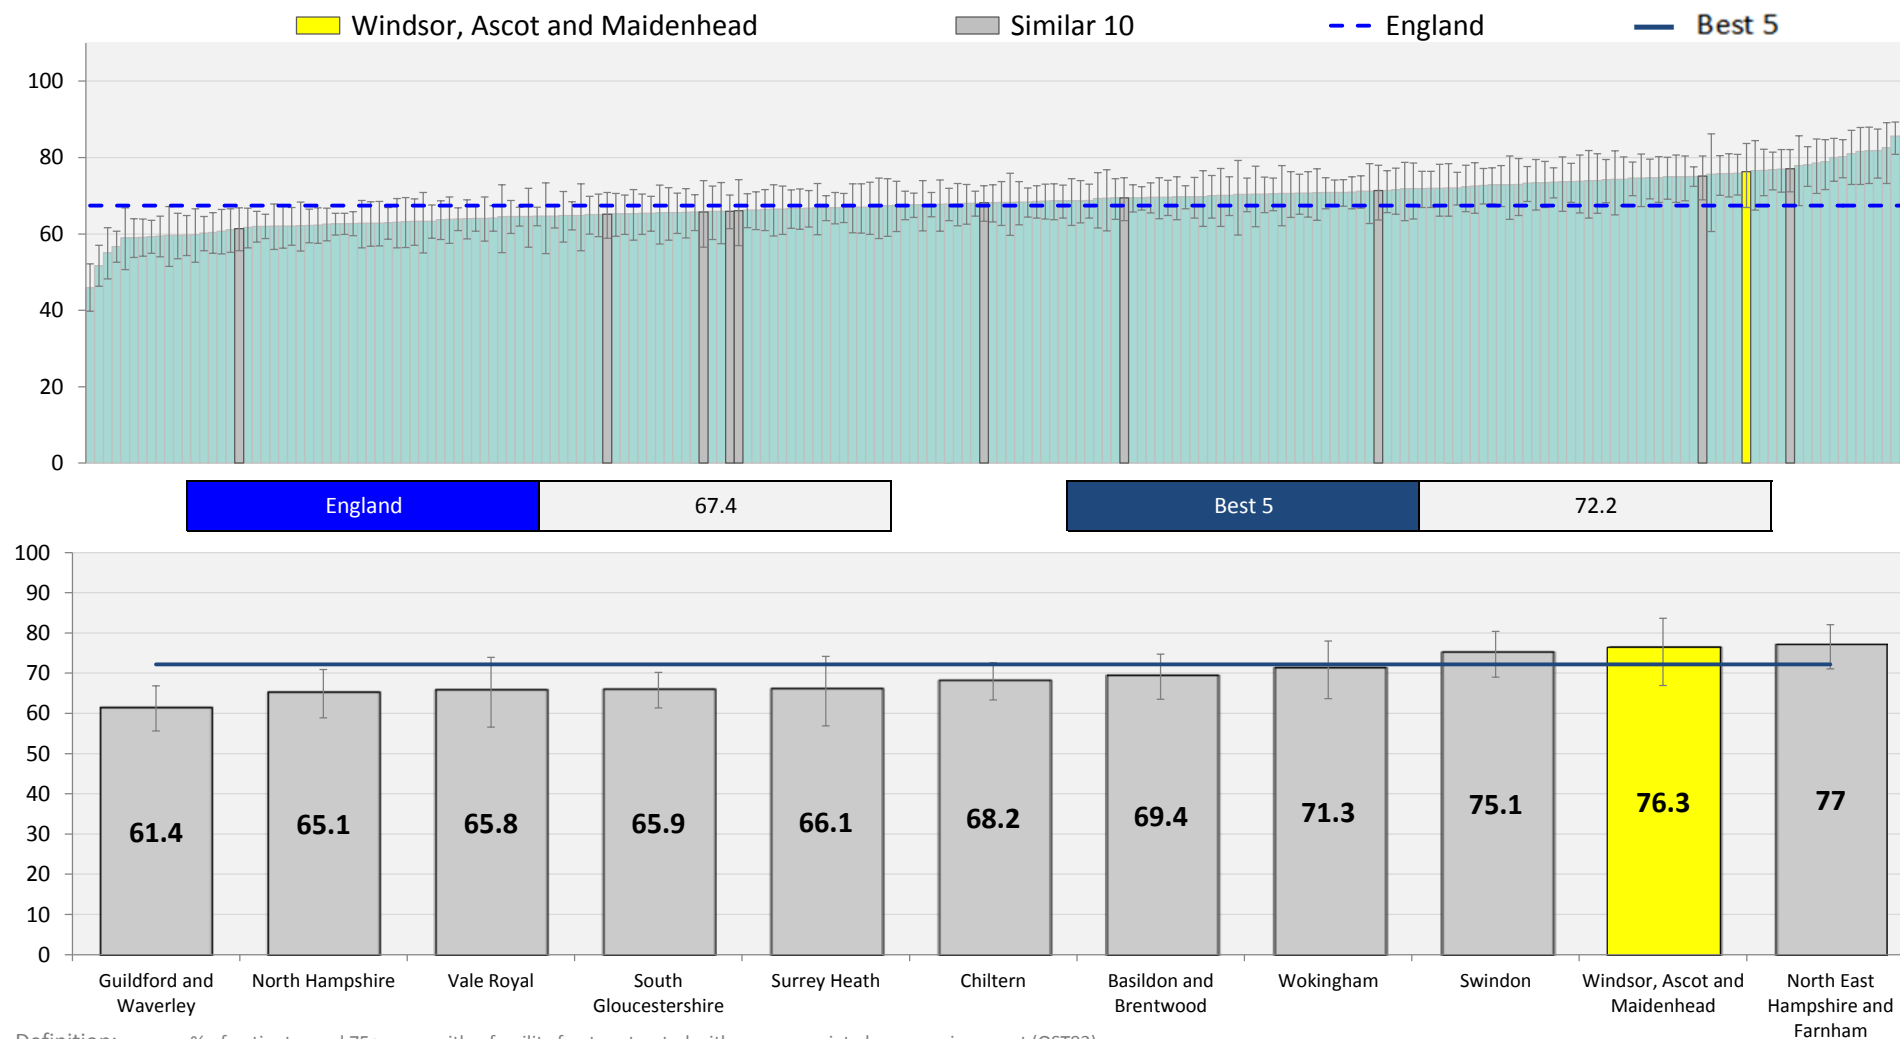 Windsor, Ascot and Maidenhead Similar 10 England Best 5
100
80
60
40
20
0
England 67.4 Best 5 72.2
100
90
80
70
60
50
40
30
20
10
0
61.4 65.1 65.8 65.9 66.1 68.2 69.4 71.3 75.1 76.3 77
Guildford and Waverley
North Hampshire
Vale Royal
South Gloucestershire
Surrey Heath
Chiltern
Basildon and Brentwood
Wokingham
Swindon
Windsor, Ascot and Maidenhead
North East Hampshire and Farnham
Definition: